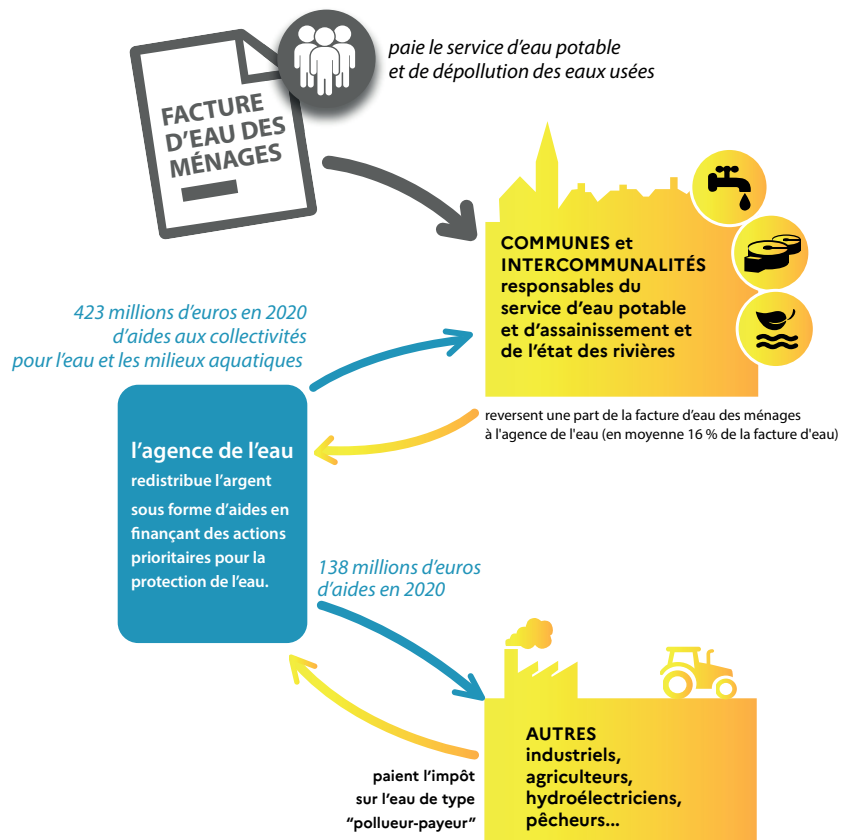 paie le service d'eau potable
et de dépollution des eaux usées
FACTURE
D'EAU DES
MÉNAGES
COMMUNES et
INTERCOMMUNALITÉS
responsables du
service d'eau potable
et d'assainissement et
de l'état des rivières
423 millions d'euros en 2020
d'aides aux collectivités
pour l'eau et les milieux aquatiques
reversent une part de la facture d'eau des ménages
à l'agence de l'eau (en moyenne 16 % de la facture d'eau)
l'agence de l'eau
redistribue l'argent
sous forme d'aides en
finançant des actions
prioritaires pour la
protection de l'eau.
138 millions d'euros
d'aides en 2020
paient l'impôt
sur l'eau de type
"pollueur-payeur"
AUTRES
industriels,
agriculteurs,
hydroélectriciens,
pêcheurs...